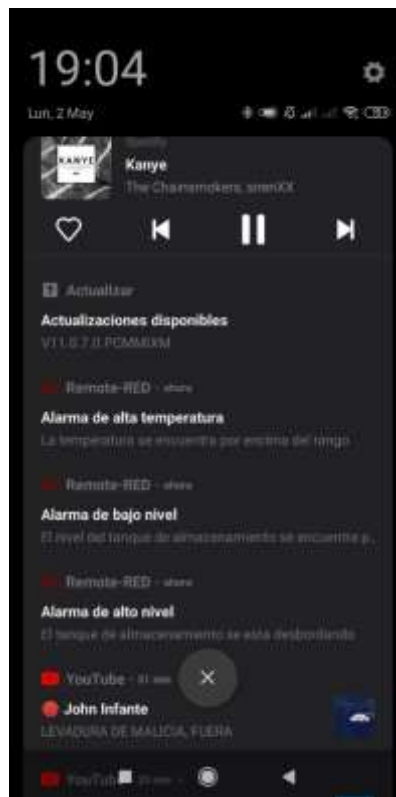 19:04
Lun, 2 May
KANYE
Kanye
The Chainsmokers, sirenXX
Actualizar
Actualizaciones disponibles
V11.0.7.0.PCMMIXM
Remote-RED · ahora
Alarma de alta temperatura
La temperatura se encuentra por encima del rango
Remote-RED · ahora
Alarma de bajo nivel
El nivel del tanque de almacenamiento se encuentra p..
Remote-RED · ahora
Alarma de alto nivel
El tanque de almacenamiento se esta desbordando
YouTube
John Infante
LEVADURA DE MALICIA, FUERA
YouTube